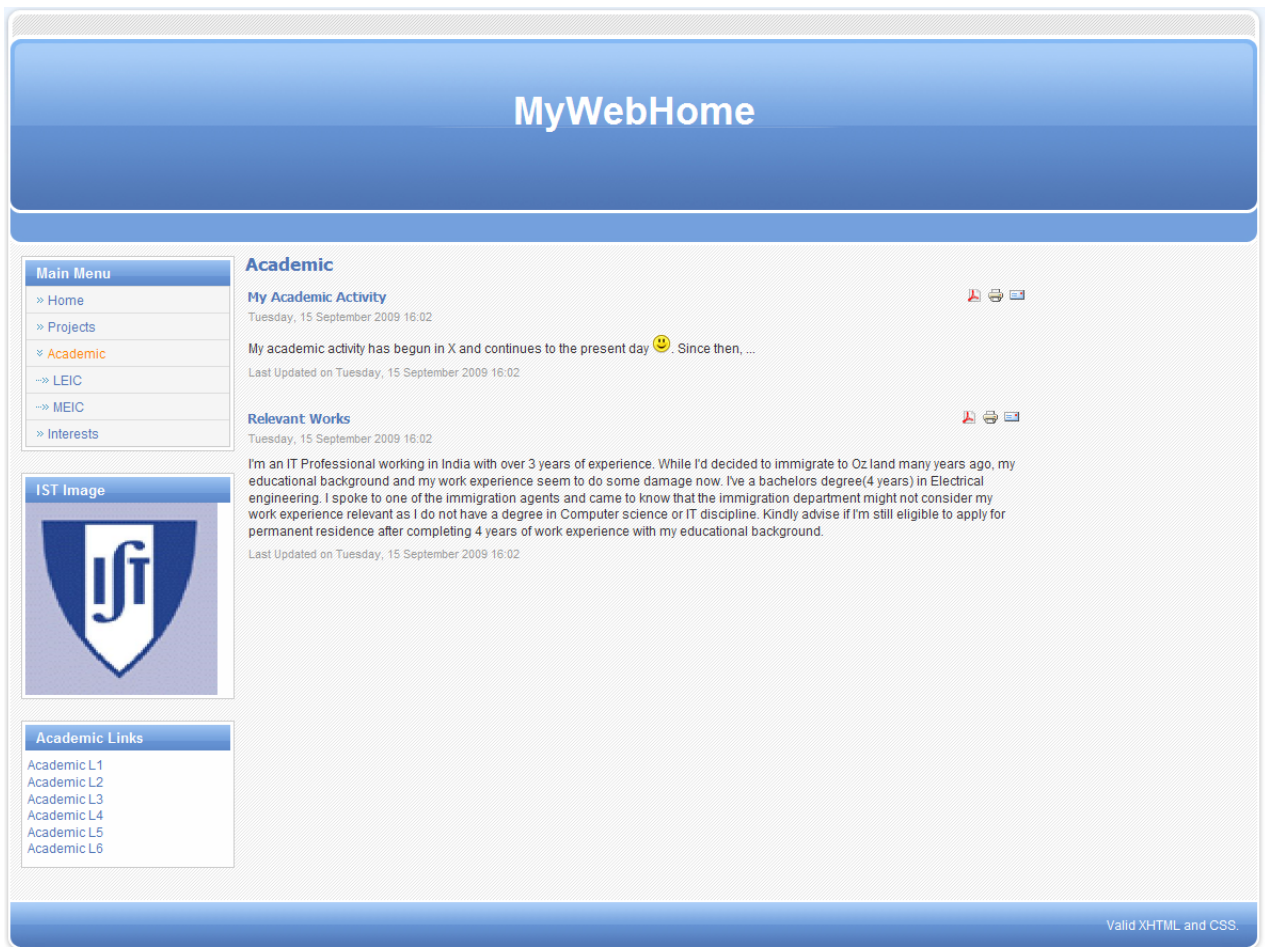 MyWebHome
Main Menu
» Home
» Projects
Academic
LEIC
MEIC
» Interests
IST Image
IST
Academic Links
Academic L1
Academic L2
Academic L3
Academic L4
Academic L5
Academic L6
Academic
My Academic Activity
Tuesday, 15 September 2009 16:02
My academic activity has begun in X and continues to the present day . Since then, ...
Last Updated on Tuesday, 15 September 2009 16:02
Relevant Works
Tuesday, 15 September 2009 16:02
I'm an IT Professional working in India with over 3 years of experience. While I'd decided to immigrate to Oz land many years ago, my
educational background and my work experience seem to do some damage now. I've a bachelors degree(4 years) in Electrical
engineering. I spoke to one of the immigration agents and came to know that the immigration department might not consider my
work experience relevant as I do not have a degree in Computer science or IT discipline. Kindly advise if I'm still eligible to apply for
permanent residence after completing 4 years of work experience with my educational background.
Last Updated on Tuesday, 15 September 2009 16:02
Valid XHTML and CSS.